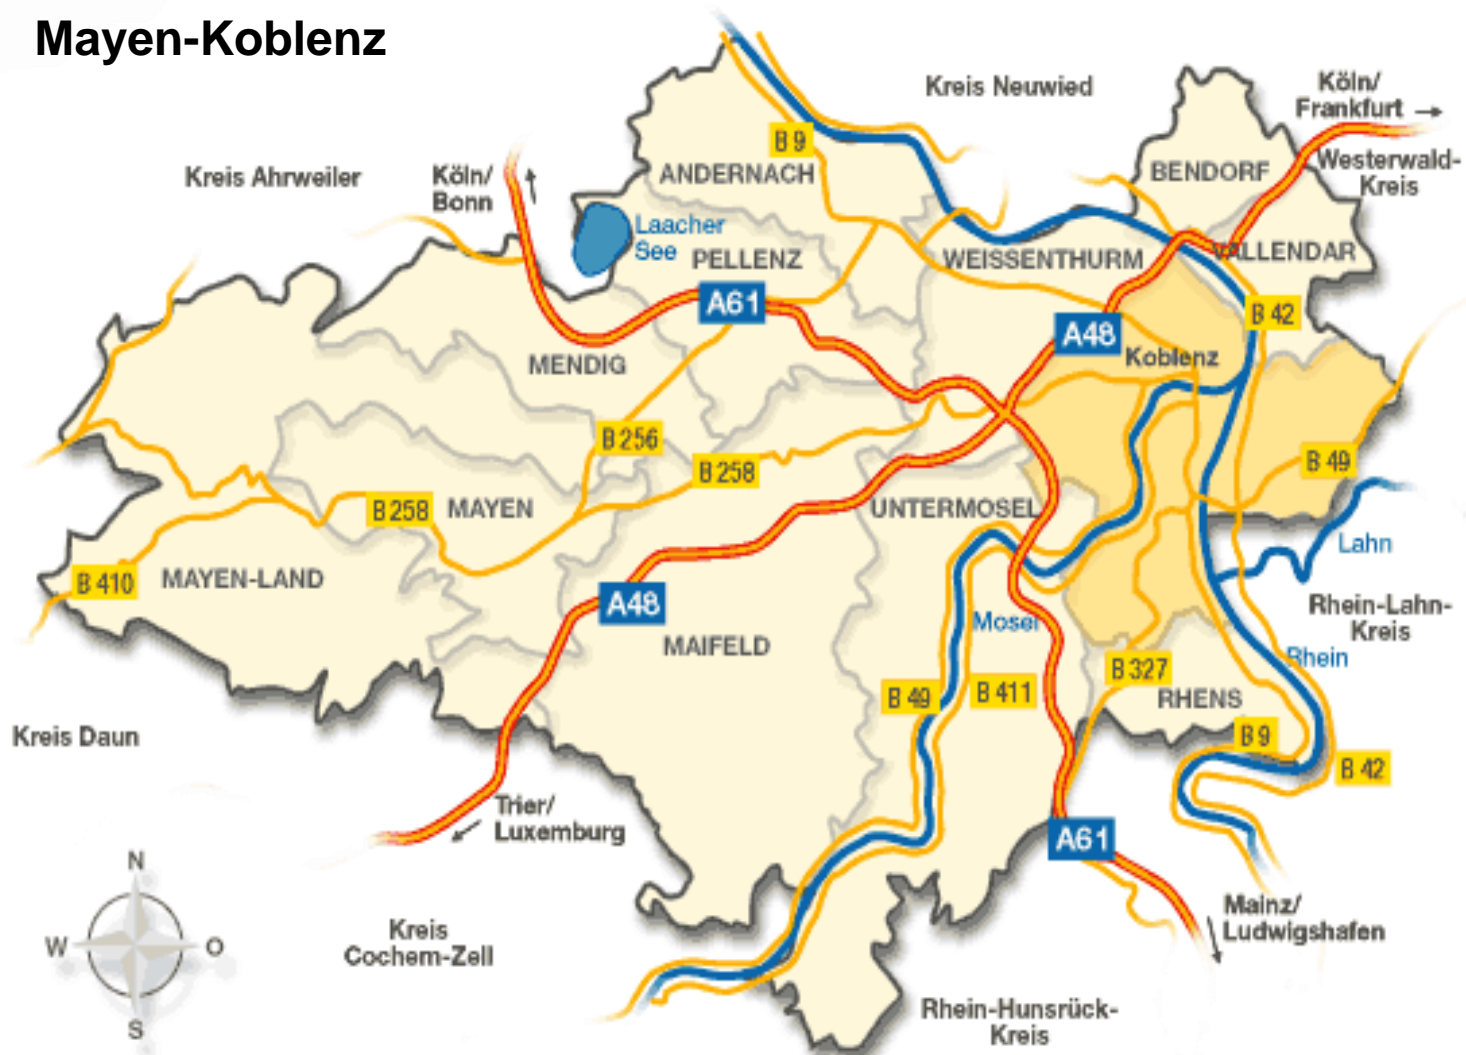 Mayen-Koblenz
Kreis Neuwied
Köln/
Frankfurt
B 9
ANDERNACH
BENDORF
Westerwald-
Kreis
Kreis Ahrweiler
Köln/
Bonn
Laacher
See
PELLENZ
WEISSENTHURM
VALLENDAR
A61
B 42
A48
MENDIG
Koblenz
B 256
B 258
B 49
B 258
MAYEN
UNTERMOSEL
Lahn
B 410
MAYEN-LAND
A48
Rhein-Lahn-
Kreis
Mosel
MAIFELD
Rhein
B 327
B 49
B 411
RHENS
Kreis Daun
B 9
B 42
Trier/
Luxemburg
A61
N
W
O
S
Kreis
Cochem-Zell
Mainz/
Ludwigshafen
Rhein-Hunsrück-
Kreis